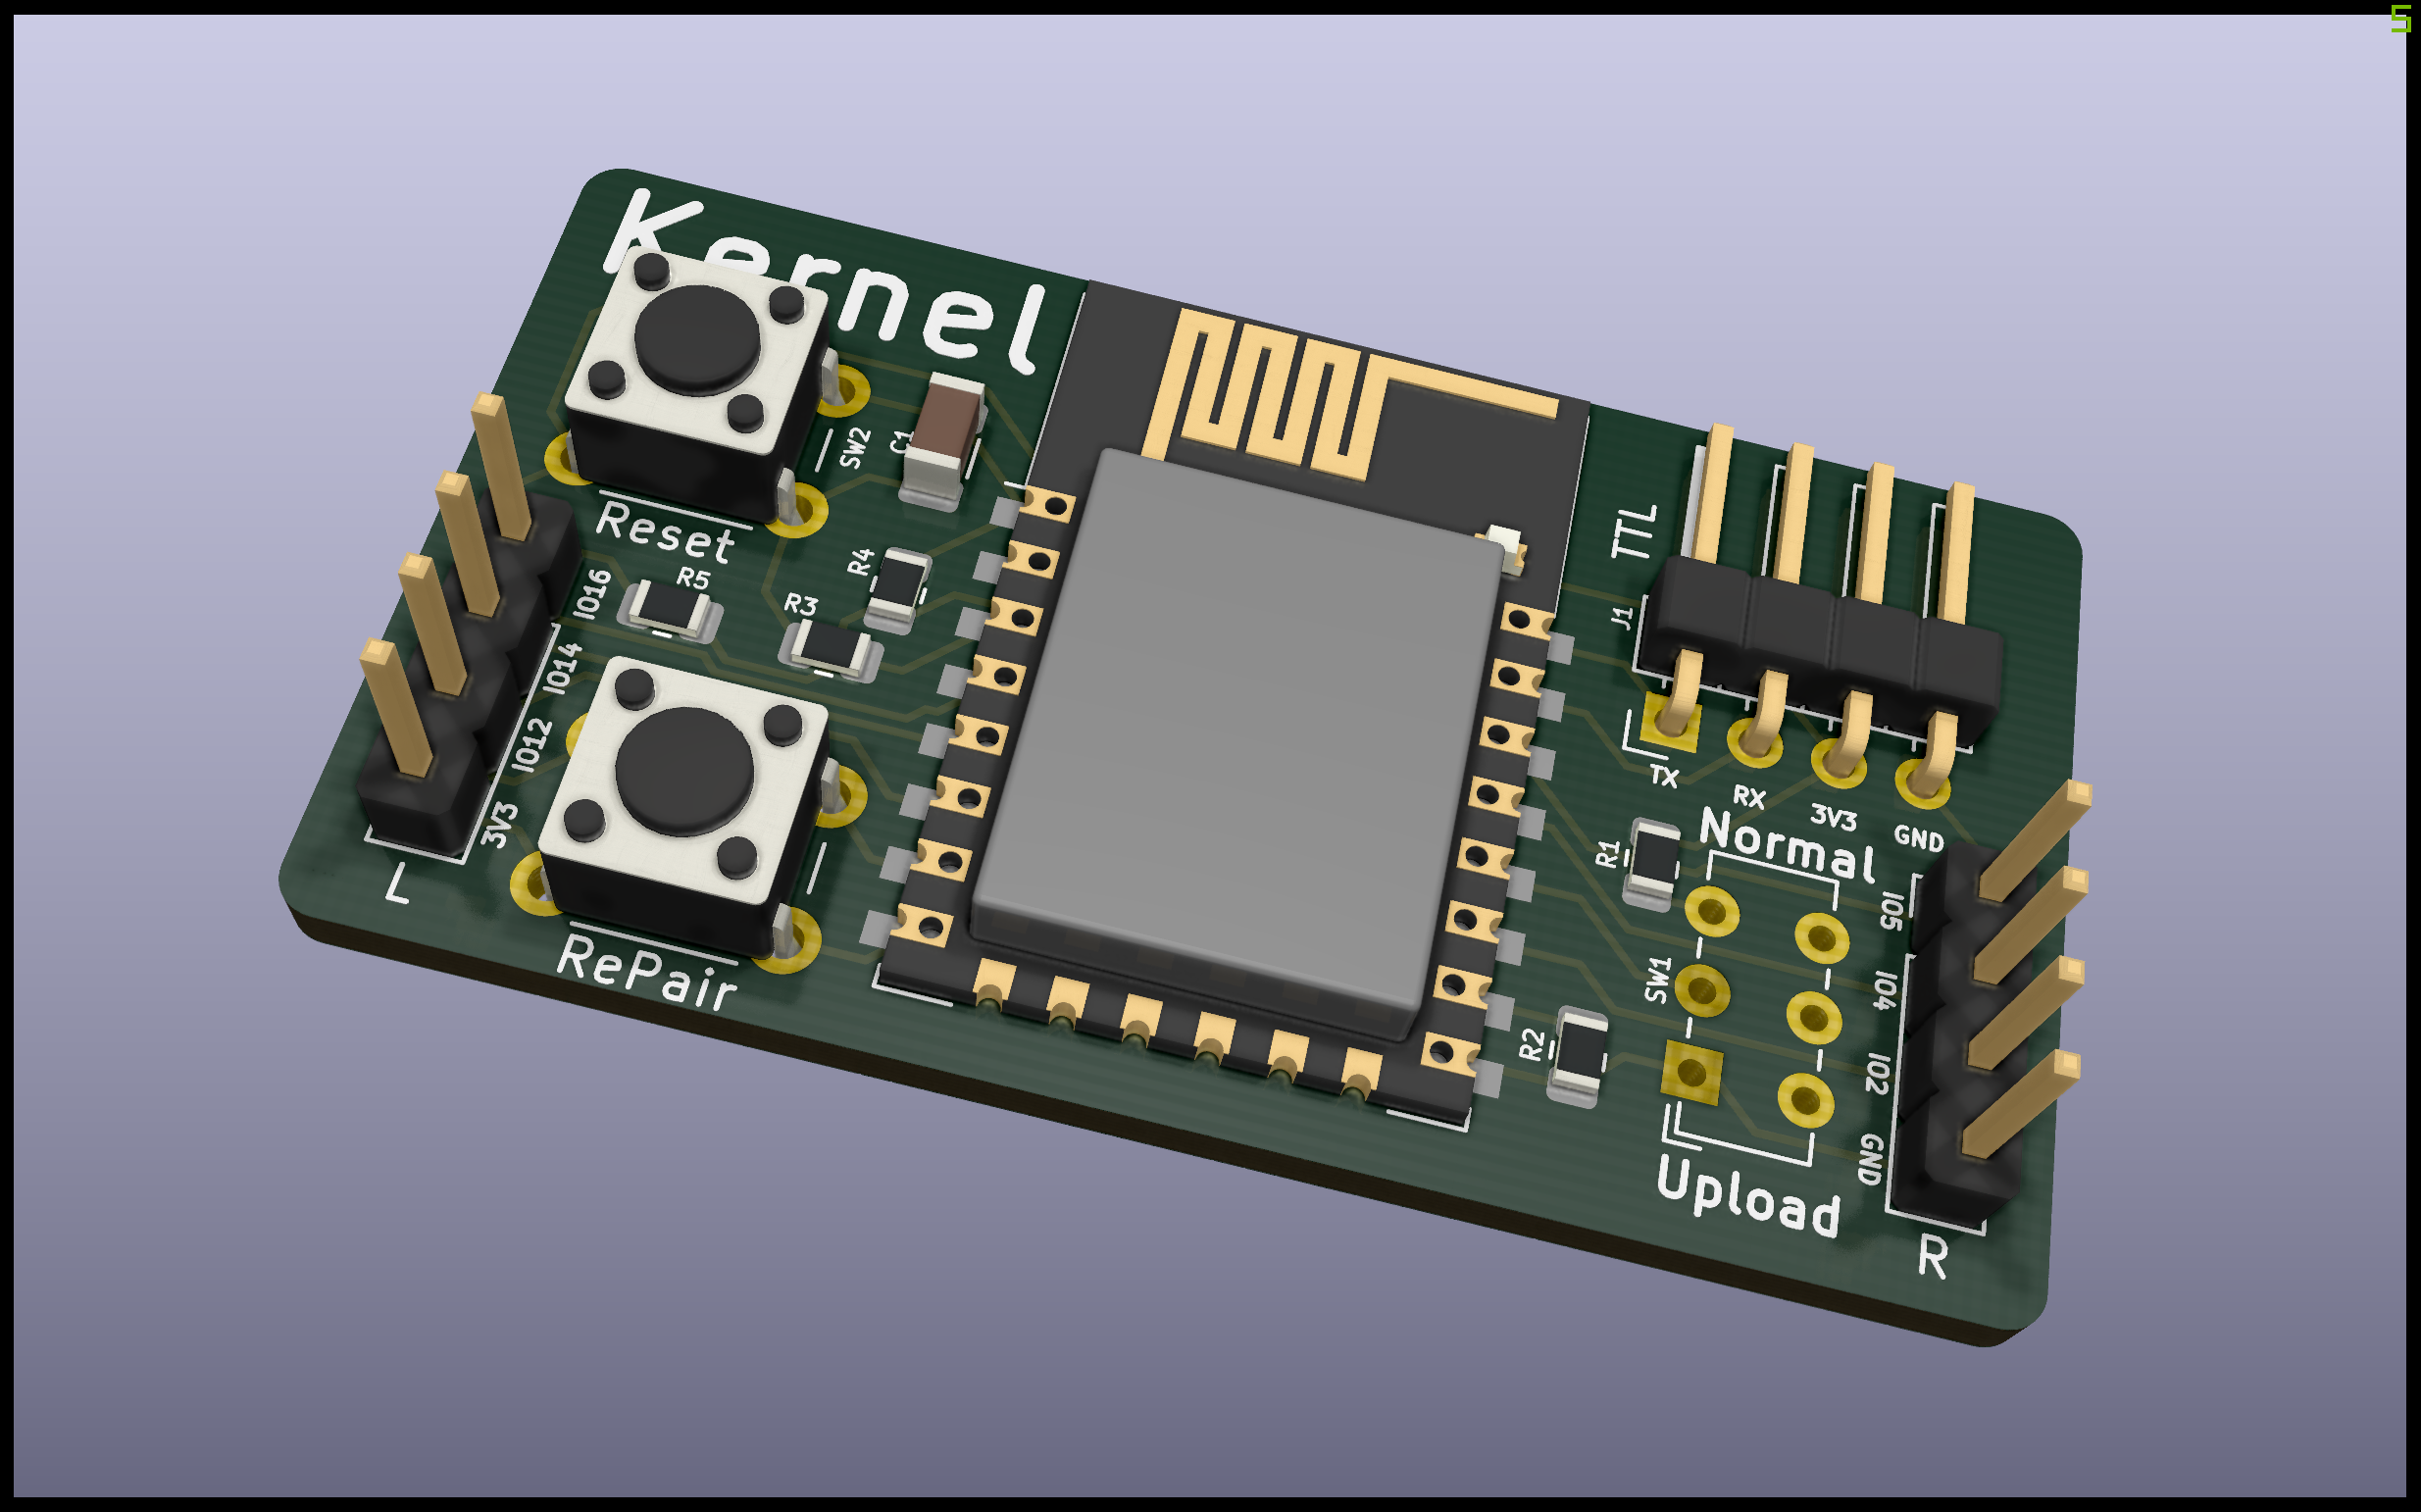 5
Kernel
SW2
C1
Reset
R5
R4
R3
IO16
IO14
IO12
3V3
L
RePair
TTL
J1
TX
RX
3V3
GND
Normal
R1
SW1
R2
Upload
IO5
IO4
IO2
GND
R